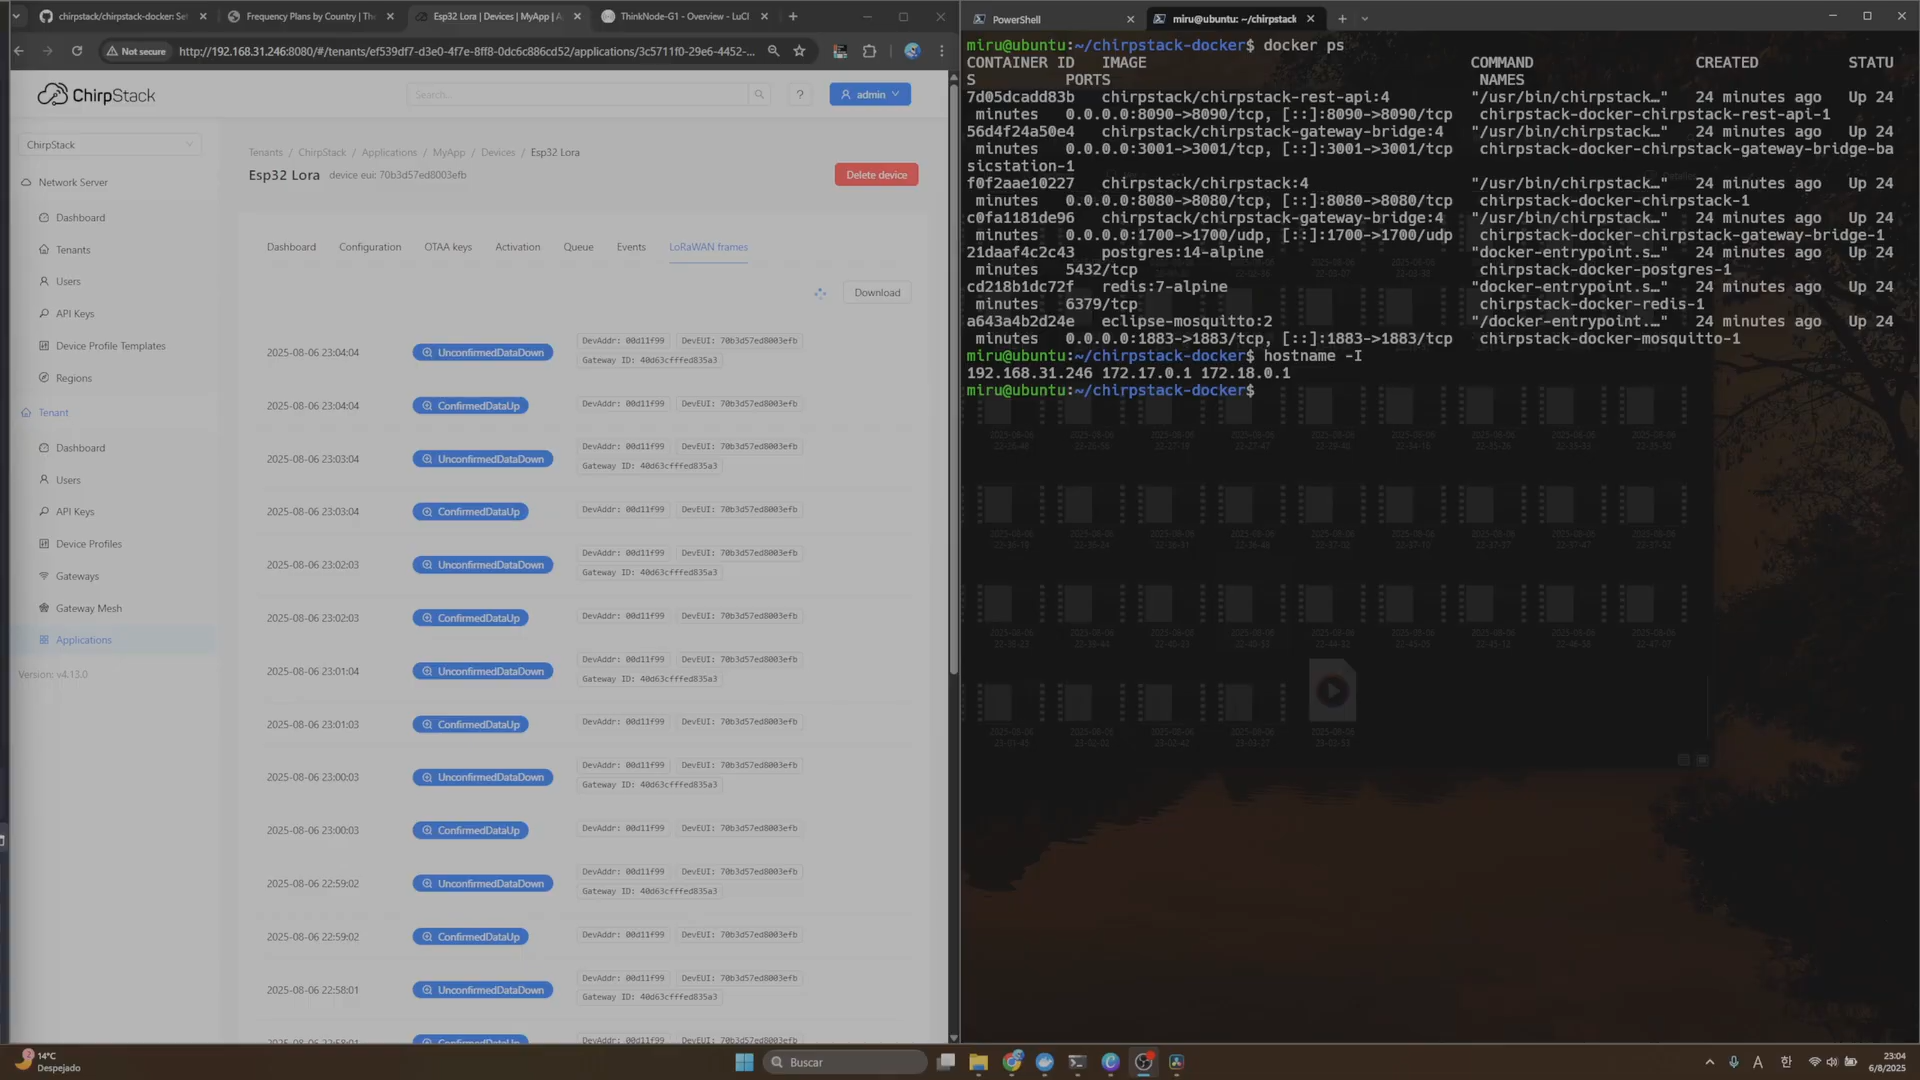 chirpstack/chirpstack-docker: Se
Frequency Plans by Country | The
Esp32 Lora | Devices | MyApp | A
ThinkNode-G1 - Overview - LuCI
Not secure
http://192.168.31.246:8080/#/tenants/ef539df7-d3e0-4f7e-8ff8-0dc6c886cd52/applications/3c5711f0-29e6-4452-...
ChirpStack
Search...
?
admin
ChirpStack
Network Server
Dashboard
Tenants
Users
API Keys
Device Profile Templates
Regions
Tenant
Dashboard
Users
API Keys
Device Profiles
Gateways
Gateway Mesh
Applications
Version: v4.13.0
Tenants / ChirpStack / Applications / MyApp / Devices / Esp32 Lora
Esp32 Lora device eui: 70b3d57ed8003efb
Delete device
Dashboard Configuration OTAA keys Activation Queue Events LoRaWAN frames
Download
2025-08-06 23:04:04 UnconfirmedDataDown DevAddr: 00d11f99 DevEUI: 70b3d57ed8003efb
Gateway ID: 40d63cfffed835a3
2025-08-06 23:04:04 ConfirmedDataUp DevAddr: 00d11f99 DevEUI: 70b3d57ed8003efb
2025-08-06 23:03:04 UnconfirmedDataDown DevAddr: 00d11f99 DevEUI: 70b3d57ed8003efb
Gateway ID: 40d63cfffed835a3
2025-08-06 23:03:04 ConfirmedDataUp DevAddr: 00d11f99 DevEUI: 70b3d57ed8003efb
2025-08-06 23:02:03 UnconfirmedDataDown DevAddr: 00d11f99 DevEUI: 70b3d57ed8003efb
Gateway ID: 40d63cfffed835a3
2025-08-06 23:02:03 ConfirmedDataUp DevAddr: 00d11f99 DevEUI: 70b3d57ed8003efb
2025-08-06 23:01:04 UnconfirmedDataDown DevAddr: 00d11f99 DevEUI: 70b3d57ed8003efb
Gateway ID: 40d63cfffed835a3
2025-08-06 23:01:03 ConfirmedDataUp DevAddr: 00d11f99 DevEUI: 70b3d57ed8003efb
2025-08-06 23:00:03 UnconfirmedDataDown DevAddr: 00d11f99 DevEUI: 70b3d57ed8003efb
Gateway ID: 40d63cfffed835a3
2025-08-06 23:00:03 ConfirmedDataUp DevAddr: 00d11f99 DevEUI: 70b3d57ed8003efb
2025-08-06 22:59:02 UnconfirmedDataDown DevAddr: 00d11f99 DevEUI: 70b3d57ed8003efb
Gateway ID: 40d63cfffed835a3
2025-08-06 22:59:02 ConfirmedDataUp DevAddr: 00d11f99 DevEUI: 70b3d57ed8003efb
2025-08-06 22:58:01 UnconfirmedDataDown DevAddr: 00d11f99 DevEUI: 70b3d57ed8003efb
Gateway ID: 40d63cfffed835a3
2025-08-06 22:58:01 ConfirmedDataUp DevAddr: 00d11f99 DevEUI: 70b3d57ed8003efb
PowerShell
miru@ubuntu: ~/chirpstack
miru@ubuntu:~/chirpstack-docker$ docker ps
CONTAINER ID IMAGE COMMAND CREATED STATU
S PORTS NAMES
7d05dcadd83b chirpstack/chirpstack-rest-api:4 "/usr/bin/chirpstack…" 24 minutes ago Up 24
minutes 0.0.0.0:8090->8090/tcp, [::]:8090->8090/tcp chirpstack-docker-chirpstack-rest-api-1
56d4f24a50e4 chirpstack/chirpstack-gateway-bridge:4 "/usr/bin/chirpstack…" 24 minutes ago Up 24
minutes 0.0.0.0:3001->3001/tcp, [::]:3001->3001/tcp chirpstack-docker-chirpstack-gateway-bridge-ba
sicstation-1
f0f2aae10227 chirpstack/chirpstack:4 "/usr/bin/chirpstack…" 24 minutes ago Up 24
minutes 0.0.0.0:8080->8080/tcp, [::]:8080->8080/tcp chirpstack-docker-chirpstack-1
c0fa1181de96 chirpstack/chirpstack-gateway-bridge:4 "/usr/bin/chirpstack…" 24 minutes ago Up 24
minutes 0.0.0.0:1700->1700/udp, [::]:1700->1700/udp chirpstack-docker-chirpstack-gateway-bridge-1
21daaf4c2c43 postgres:14-alpine "docker-entrypoint.s…" 24 minutes ago Up 24
minutes 5432/tcp chirpstack-docker-postgres-1
cd218b1dc72f redis:7-alpine "docker-entrypoint.s…" 24 minutes ago Up 24
minutes 6379/tcp chirpstack-docker-redis-1
a643a4b2d24e eclipse-mosquitto:2 "/docker-entrypoint.…" 24 minutes ago Up 24
minutes 0.0.0.0:1883->1883/tcp, [::]:1883->1883/tcp chirpstack-docker-mosquitto-1
miru@ubuntu:~/chirpstack-docker$ hostname -I
192.168.31.246 172.17.0.1 172.18.0.1
miru@ubuntu:~/chirpstack-docker$
14°C
Despejado
Buscar
A
한
23:04
6/8/2025